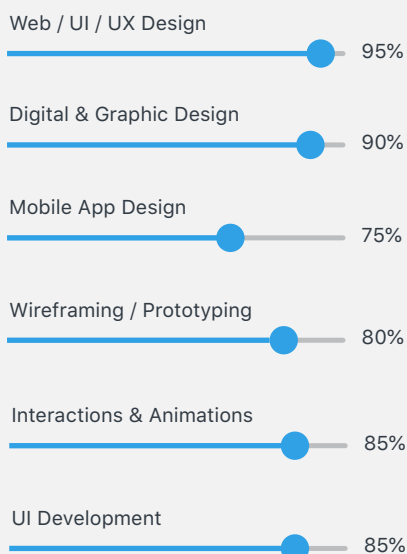 Web / UI / UX Design
95%
Digital & Graphic Design
90%
Mobile App Design
75%
Wireframing / Prototyping
80%
Interactions & Animations
85%
UI Development
85%